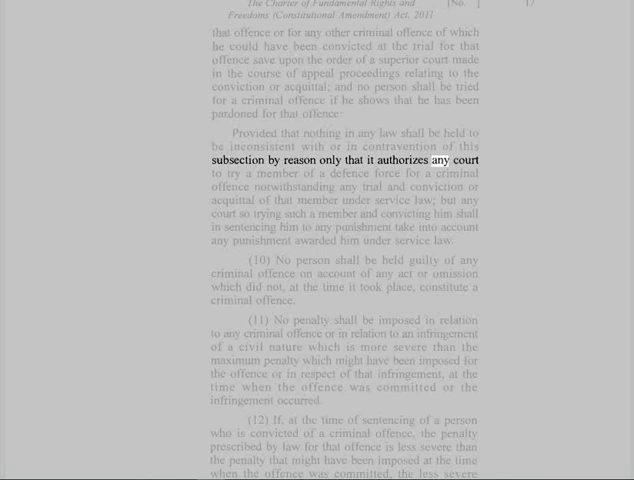 The Charter of Fundamental Rights and [No. ] 17
Freedoms (Constitutional Amendment) Act, 2011
that offence or for any other criminal offence of which
he could have been convicted at the trial for that
offence save upon the order of a superior court made
in the course of appeal proceedings relating to the
conviction or acquittal; and no person shall be tried
for a criminal offence if he shows that he has been
pardoned for that offence:
Provided that nothing in any law shall be held to
be inconsistent with or in contravention of this
subsection by reason only that it authorizes any court
to try a member of a defence force for a criminal
offence notwithstanding any trial and conviction or
acquittal of that member under service law; but any
court so trying such a member and convicting him shall
in sentencing him to any punishment take into account
any punishment awarded him under service law.
(10) No person shall be held guilty of any
criminal offence on account of any act or omission
which did not, at the time it took place, constitute a
criminal offence.
(11) No penalty shall be imposed in relation
to any criminal offence or in relation to an infringement
of a civil nature which is more severe than the
maximum penalty which might have been imposed for
the offence or in respect of that infringement, at the
time when the offence was committed or the
infringement occurred.
(12) If, at the time of sentencing of a person
who is convicted of a criminal offence, the penalty
prescribed by law for that offence is less severe than
the penalty that might have been imposed at the time
when the offence was committed, the less severe